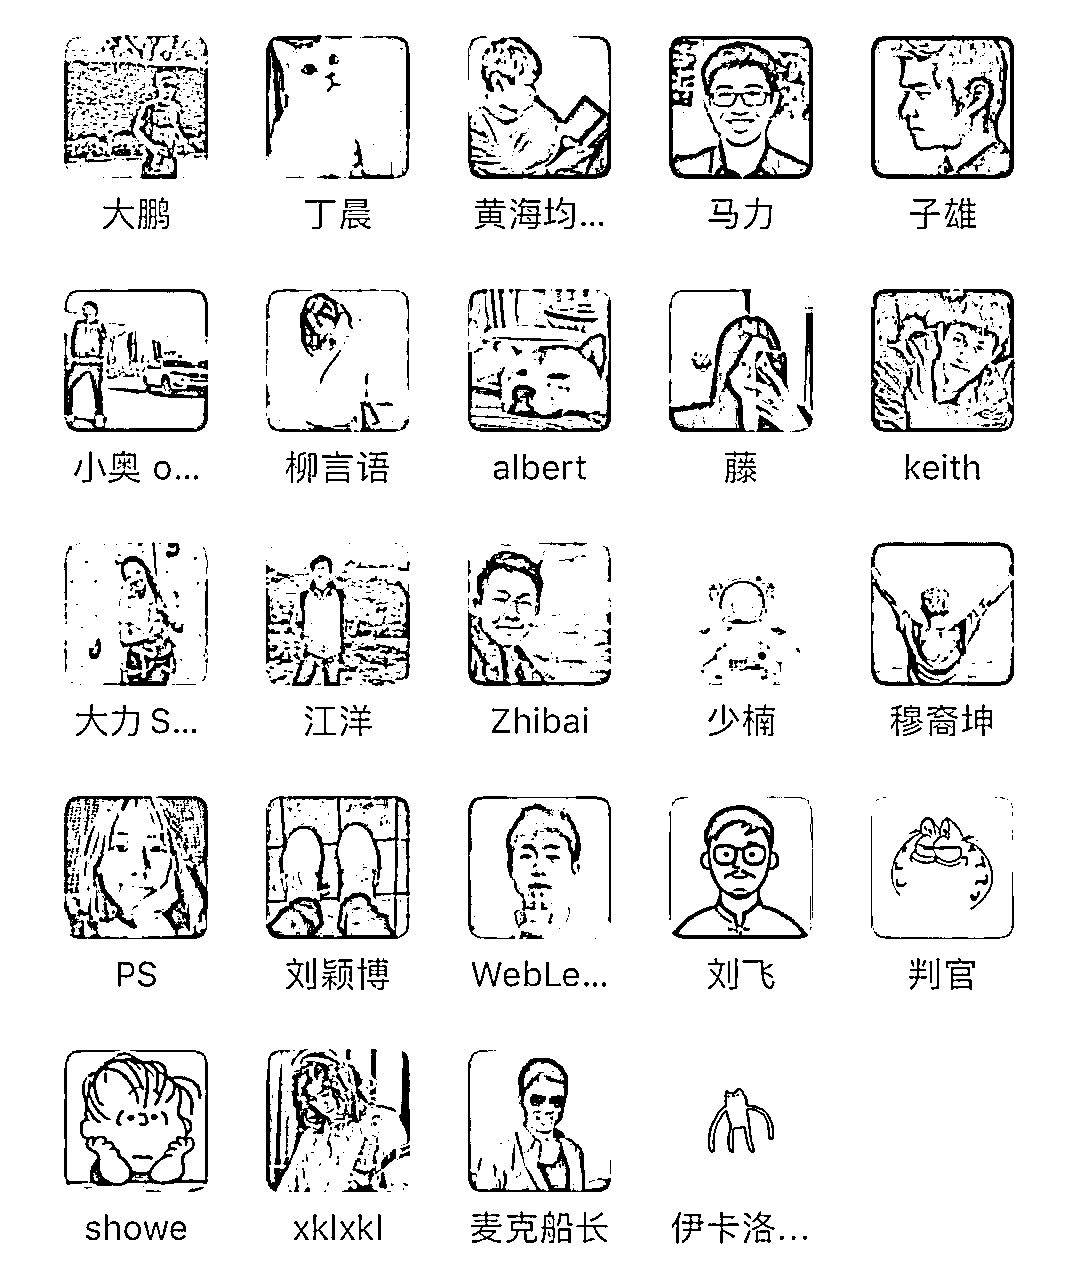 大鹏 丁晨 黄海均... 马力 子雄
小奥 o... 柳言语 albert 藤 keith
大力 S... 江洋 Zhibai 少楠 穆裔坤
PS 刘颖博 WebLe... 刘飞 判官
showe xklxkl 麦克船长 伊卡洛...